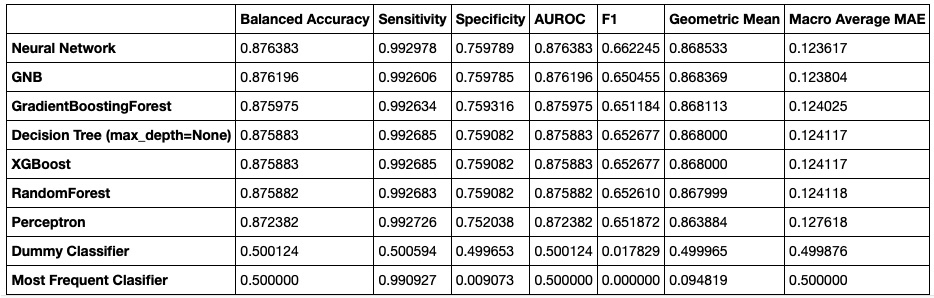 Balanced Accuracy Sensitivity Specificity AUROC F1 Geometric Mean Macro Average MAE
Neural Network 0.876383 0.992978 0.759789 0.876383 0.662245 0.868533 0.123617
GNB 0.876196 0.992606 0.759785 0.876196 0.650455 0.868369 0.123804
GradientBoostingForest 0.875975 0.992634 0.759316 0.875975 0.651184 0.868113 0.124025
Decision Tree (max_depth=None) 0.875883 0.992685 0.759082 0.875883 0.652677 0.868000 0.124117
XGBoost 0.875883 0.992685 0.759082 0.875883 0.652677 0.868000 0.124117
RandomForest 0.875882 0.992683 0.759082 0.875882 0.652610 0.867999 0.124118
Perceptron 0.872382 0.992726 0.752038 0.872382 0.651872 0.863884 0.127618
Dummy Classifier 0.500124 0.500594 0.499653 0.500124 0.017829 0.499965 0.499876
Most Frequent Clasifier 0.500000 0.990927 0.009073 0.500000 0.000000 0.094819 0.500000